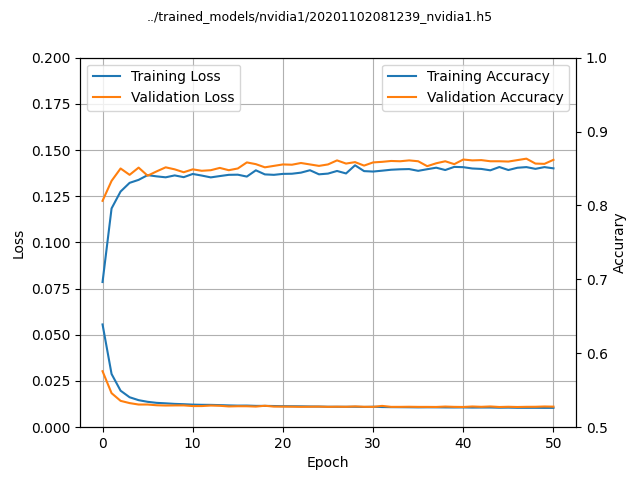 ../trained_models/nvidia1/20201102081239_nvidia1.h5
Training Loss
Validation Loss
Training Accuracy
Validation Accuracy
0.200
0.175
0.150
0.125
0.100
0.075
0.050
0.025
0.000
Loss
1.0
0.9
0.8
0.7
0.6
0.5
Accurary
0 10 20 30 40 50
Epoch